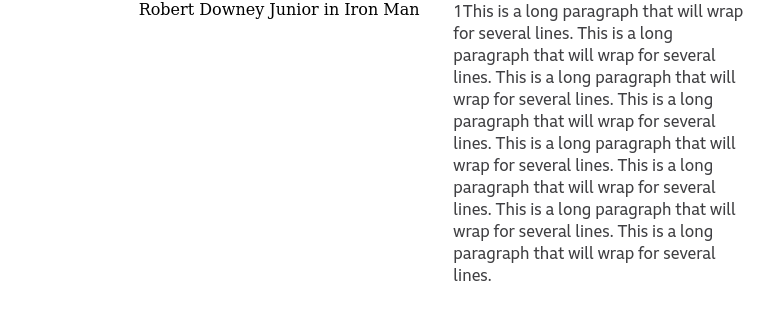 Robert Downey Junior in Iron Man
1This is a long paragraph that will wrap
for several lines. This is a long
paragraph that will wrap for several
lines. This is a long paragraph that will
wrap for several lines. This is a long
paragraph that will wrap for several
lines. This is a long paragraph that will
wrap for several lines. This is a long
paragraph that will wrap for several
lines. This is a long paragraph that will
wrap for several lines. This is a long
paragraph that will wrap for several
lines.